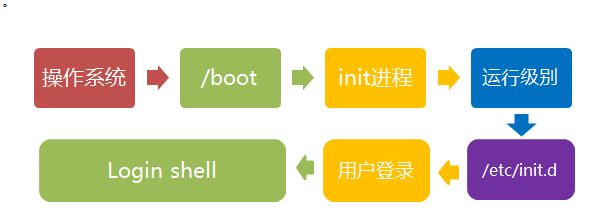 。
操作系统
/boot
init进程
运行级别
/etc/init.d
用户登录
Login shell